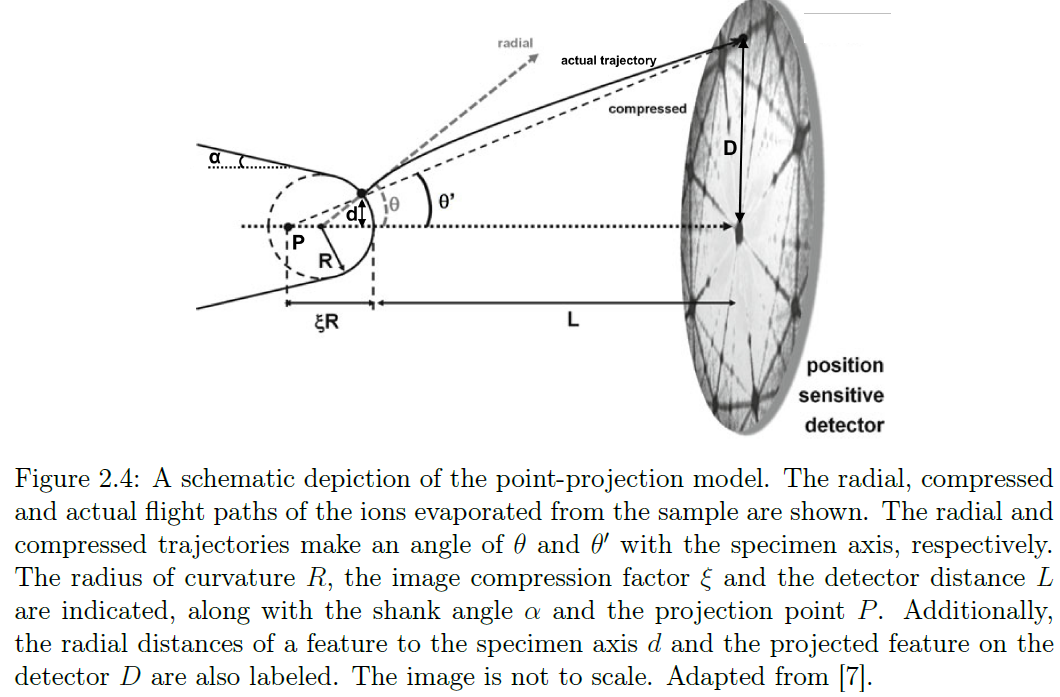 radial
actual trajectory
compressed
α
D
d
θ
θ'
P
R
ξR
L
position
sensitive
detector
Figure 2.4: A schematic depiction of the point-projection model. The radial, compressed
and actual flight paths of the ions evaporated from the sample are shown. The radial and
compressed trajectories make an angle of θ and θ′ with the specimen axis, respectively.
The radius of curvature R, the image compression factor ξ and the detector distance L
are indicated, along with the shank angle α and the projection point P. Additionally,
the radial distances of a feature to the specimen axis d and the projected feature on the
detector D are also labeled. The image is not to scale. Adapted from [7].